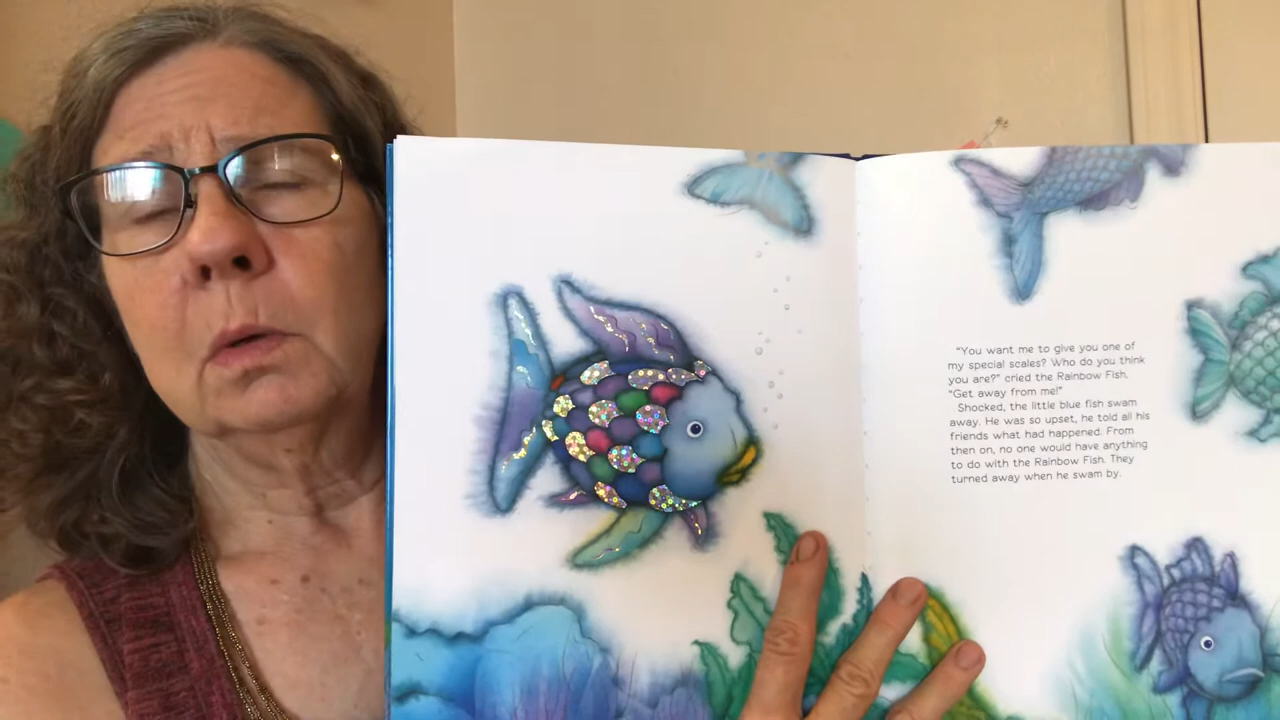 "You want me to give you one of
my special scales? Who do you think
you are?" cried the Rainbow Fish.
"Get away from me!"
Shocked, the little blue fish swam
away. He was so upset, he told all his
friends what had happened. From
then on, no one would have anything
to do with the Rainbow Fish. They
turned away when he swam by.